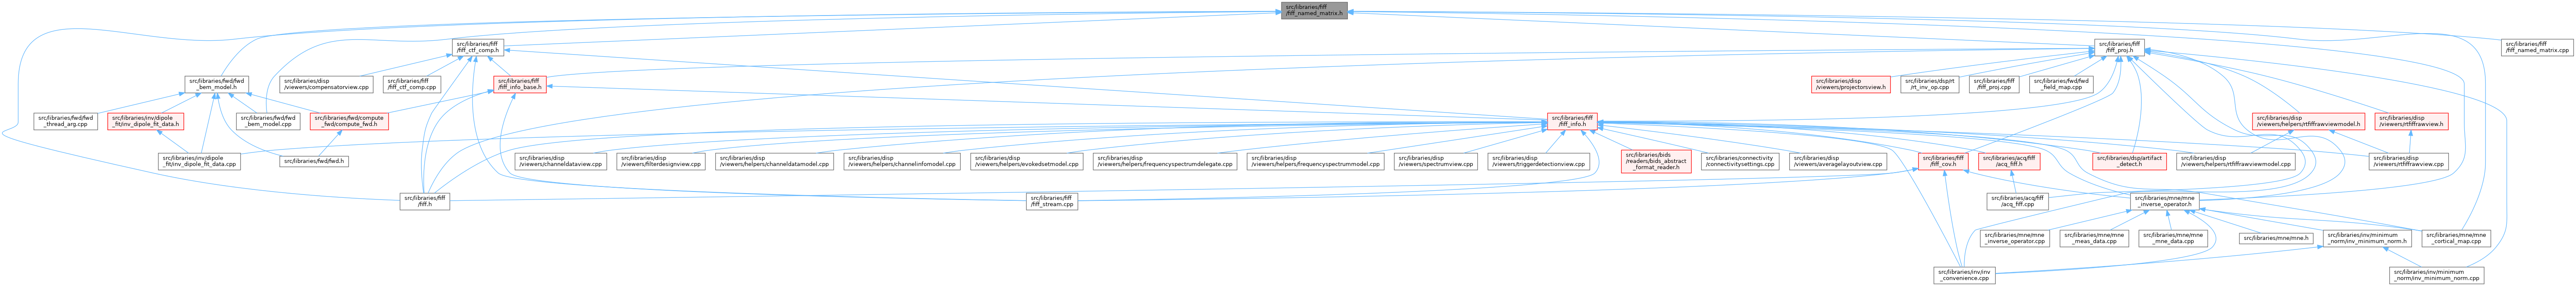 src/libraries/fiff
/fiff_named_matrix.h
src/libraries/fiff
/fiff_ctf_comp.h
src/libraries/fiff
/fiff_proj.h
src/libraries/fiff
/fiff_named_matrix.cpp
src/libraries/fwd/fwd
_bem_model.h
src/libraries/disp
/viewers/compensatorview.cpp
src/libraries/fiff
/fiff_ctf_comp.cpp
src/libraries/fiff
/fiff_info_base.h
src/libraries/disp
/viewers/projectorsview.h
src/libraries/dsp/rt
/rt_inv_op.cpp
src/libraries/fiff
/fiff_proj.cpp
src/libraries/fwd/fwd
_field_map.cpp
src/libraries/fwd/fwd
_thread_arg.cpp
src/libraries/inv/dipole
_fit/inv_dipole_fit_data.h
src/libraries/fwd/fwd
_bem_model.cpp
src/libraries/fwd/compute
_fwd/compute_fwd.h
src/libraries/fiff
/fiff_info.h
src/libraries/disp
/viewers/helpers/rtfiffrawviewmodel.h
src/libraries/disp
/viewers/rtfiffrawview.h
src/libraries/inv/dipole
_fit/inv_dipole_fit_data.cpp
src/libraries/fwd/fwd.h
src/libraries/disp
/viewers/channeldataview.cpp
src/libraries/disp
/viewers/filterdesignview.cpp
src/libraries/disp
/viewers/helpers/channeldatamodel.cpp
src/libraries/disp
/viewers/helpers/channelinfomodel.cpp
src/libraries/disp
/viewers/helpers/evokedsetmodel.cpp
src/libraries/disp
/viewers/helpers/frequencyspectrumdelegate.cpp
src/libraries/disp
/viewers/helpers/frequencyspectrummodel.cpp
src/libraries/disp
/viewers/spectrumview.cpp
src/libraries/disp
/viewers/triggerdetectionview.cpp
src/libraries/bids
/readers/bids_abstract
_format_reader.h
src/libraries/connectivity
/connectivitysettings.cpp
src/libraries/disp
/viewers/averagelayoutview.cpp
src/libraries/fiff
/fiff_cov.h
src/libraries/acq/fiff
/acq_fiff.h
src/libraries/dsp/artifact
_detect.h
src/libraries/disp
/viewers/helpers/rtfiffrawviewmodel.cpp
src/libraries/disp
/viewers/rtfiffrawview.cpp
src/libraries/fiff
/fiff.h
src/libraries/fiff
/fiff_stream.cpp
src/libraries/acq/fiff
/acq_fiff.cpp
src/libraries/mne/mne
_inverse_operator.h
src/libraries/mne/mne
_inverse_operator.cpp
src/libraries/mne/mne
_meas_data.cpp
src/libraries/mne/mne
_mne_data.cpp
src/libraries/mne/mne.h
src/libraries/inv/minimum
_norm/inv_minimum_norm.h
src/libraries/mne/mne
_cortical_map.cpp
src/libraries/inv/inv
_convenience.cpp
src/libraries/inv/minimum
_norm/inv_minimum_norm.cpp